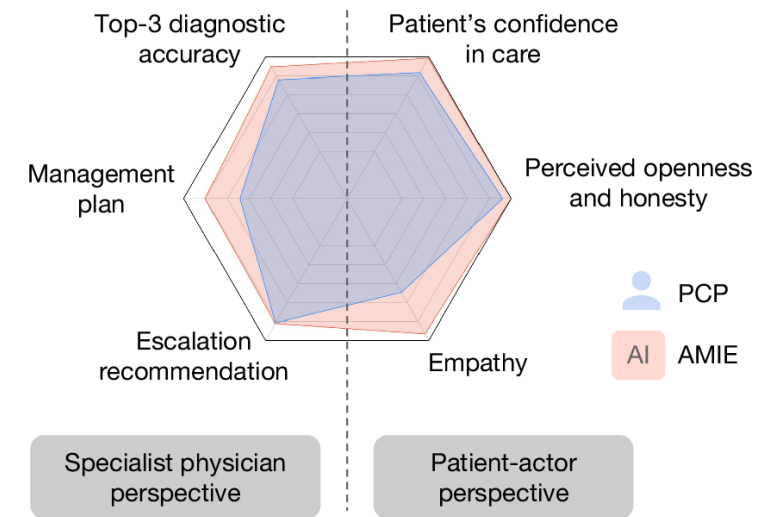 Top-3 diagnostic
accuracy
Patient’s confidence
in care
Management
plan
Perceived openness
and honesty
Escalation
recommendation
Empathy
PCP
AI AMIE
Specialist physician
perspective
Patient-actor
perspective